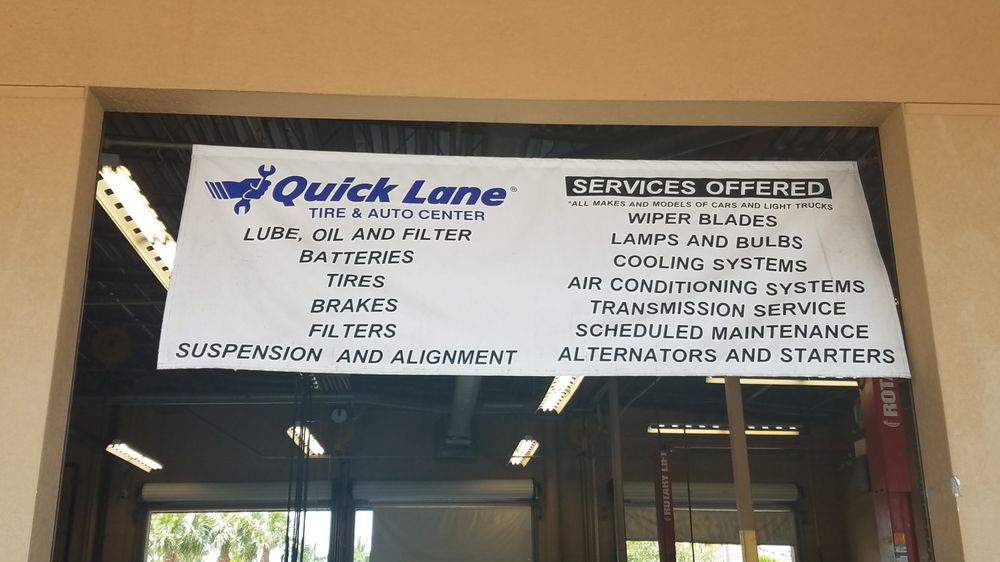 Quick Lane®
TIRE & AUTO CENTER
LUBE, OIL AND FILTER
BATTERIES
TIRES
BRAKES
FILTERS
SUSPENSION AND ALIGNMENT
SERVICES OFFERED
*ALL MAKES AND MODELS OF CARS AND LIGHT TRUCKS
WIPER BLADES
LAMPS AND BULBS
COOLING SYSTEMS
AIR CONDITIONING SYSTEMS
TRANSMISSION SERVICE
SCHEDULED MAINTENANCE
ALTERNATORS AND STARTERS
ROTARY LIFT
ROT